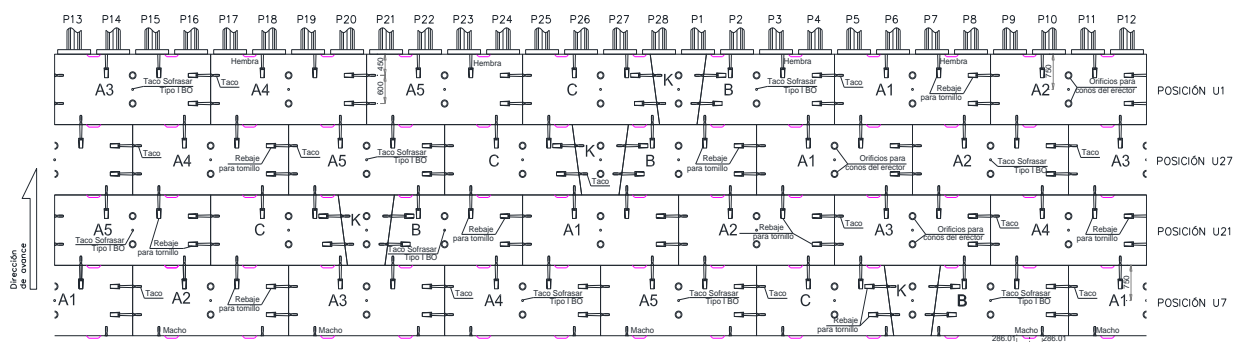 P13 P14 P15 P16 P17 P18 P19 P20 P21 P22 P23 P24 P25 P26 P27 P28 P1 P2 P3 P4 P5 P6 P7 P8 P9 P10 P11 P12
Hembra
Hembra
Hembra
A3
Taco Sofrasar
Tipo I BO
Taco
A4
450
600
A5
C
K
B
Taco Sofrasar
Tipo I BO
Taco
A1
Rebaje
para tornillo
A2
750
Orificios para
conos del erector
POSICIÓN U1
Taco
A4
Rebaje
para tornillo
Taco
A5
Taco Sofrasar
Tipo I BO
C
K
Taco
B
Rebaje
para tornillo
A1
Orificios para
conos del erector
A2
Taco Sofrasar
Tipo I BO
A3
POSICIÓN U27
A5
Taco Sofrasar
Tipo I BO
Rebaje
para tornillo
C
K
B
Taco Sofrasar
Tipo I BO
Rebaje
para tornillo
A1
A2
Taco
Rebaje
para tornillo
A3
Orificios para
conos del erector
Taco
A4
Rebaje
para tornillo
POSICIÓN U21
Dirección
de avance
A1
Taco
A2
Rebaje
para tornillo
A3
Taco
A4
Taco Sofrasar
Tipo I BO
A5
Taco Sofrasar
Tipo I BO
C
Rebaje
para tornillo
K
B
Taco Sofrasar
Tipo I BO
Taco
A1
750
POSICIÓN U7
Macho
Macho
Macho
Macho
Macho
286.01
286.01